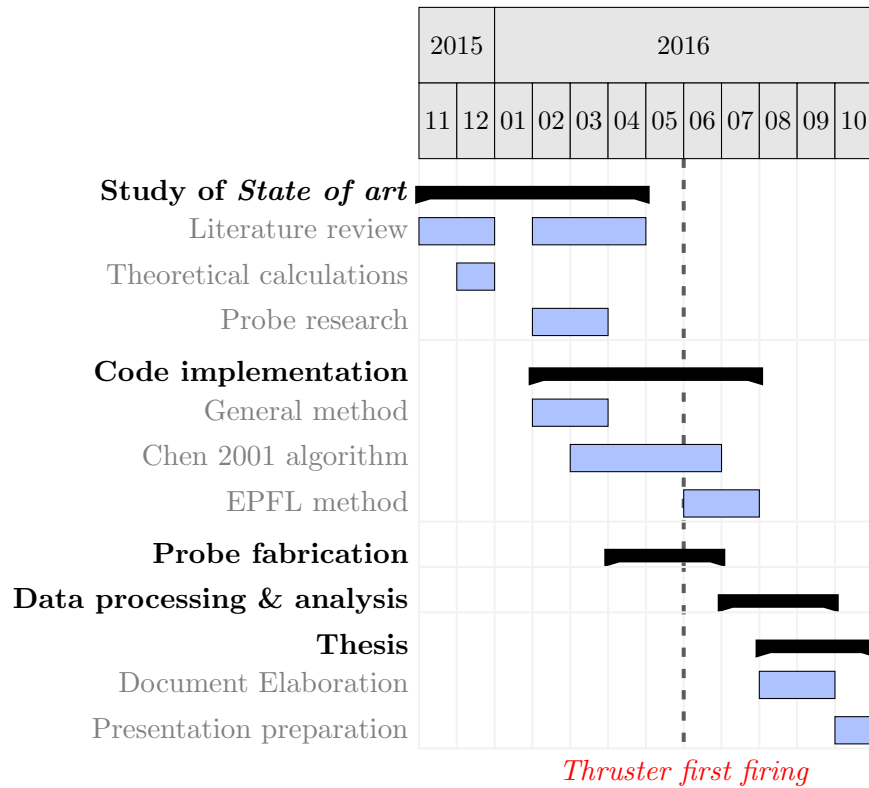 2015 2016
11 12 01 02 03 04 05 06 07 08 09 10
Study of State of art
Literature review
Theoretical calculations
Probe research
Code implementation
General method
Chen 2001 algorithm
EPFL method
Probe fabrication
Data processing & analysis
Thesis
Document Elaboration
Presentation preparation
Thruster first firing